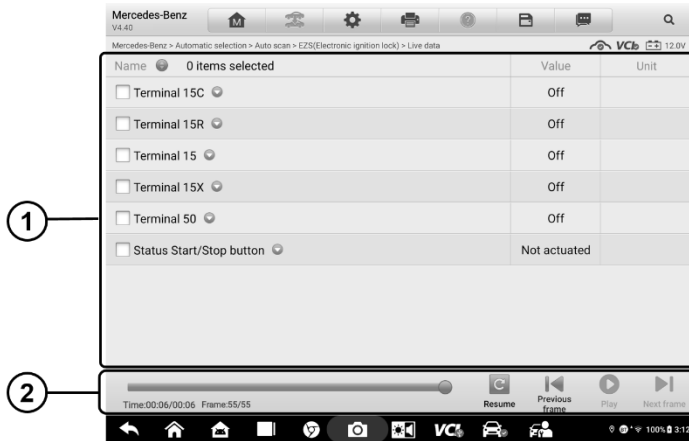 Mercedes-Benz
V4.40
Mercedes-Benz > Automatic selection > Auto scan > EZS(Electronic ignition lock) > Live data
VCI 12.0V
Name 0 items selected Value Unit
Terminal 15C Off
Terminal 15R Off
Terminal 15 Off
Terminal 15X Off
1
Terminal 50 Off
Status Start/Stop button Not actuated
2
Time:00:06/00:06 Frame:55/55
Resume
Previous
frame
Play
Next frame
VCI
100% 3:12